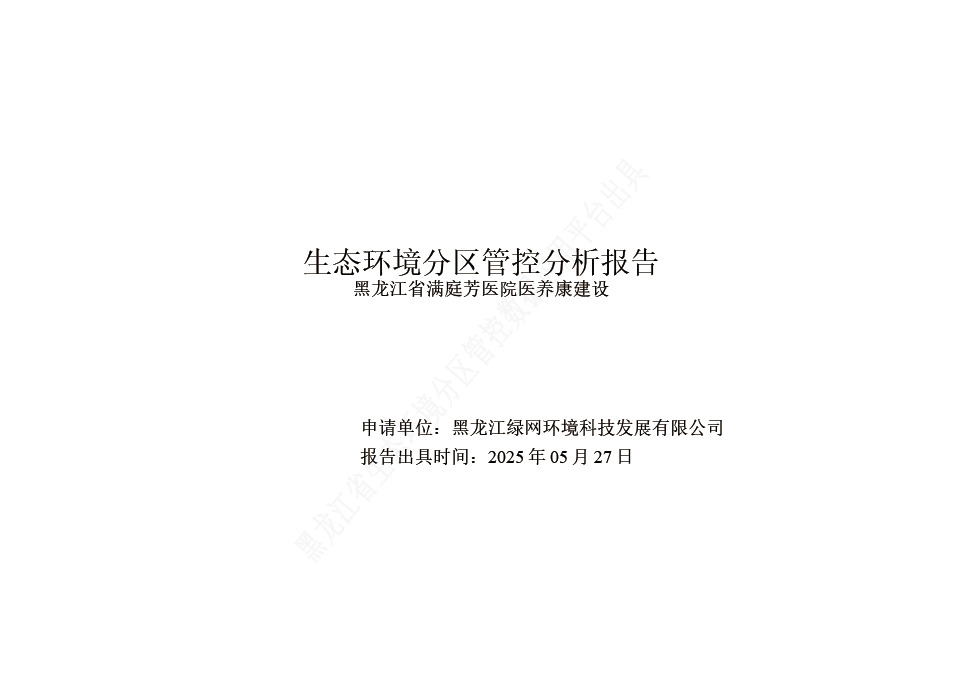 生态环境分区管控分析报告
黑龙江省满庭芳医院医养康建设
申请单位：黑龙江绿网环境科技发展有限公司
报告出具时间：2025 年 05 月 27 日